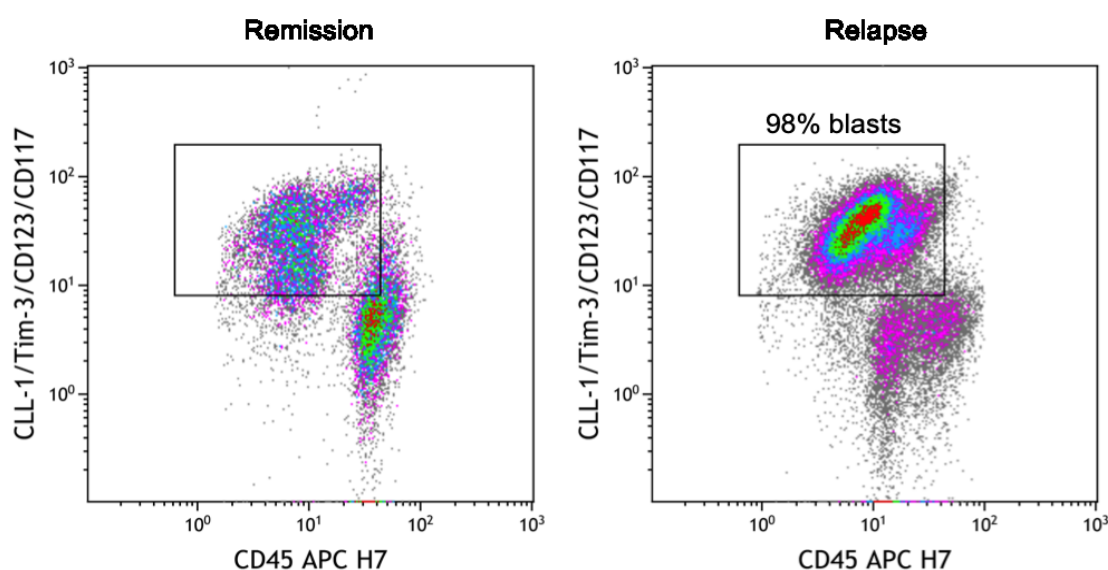 Remission
10³
10²
10¹
10⁰
CLL-1/Tim-3/CD123/CD117
10⁰ 10¹ 10² 10³
CD45 APC H7
Relapse
98% blasts
10³
10²
10¹
10⁰
CLL-1/Tim-3/CD123/CD117
10⁰ 10¹ 10² 10³
CD45 APC H7